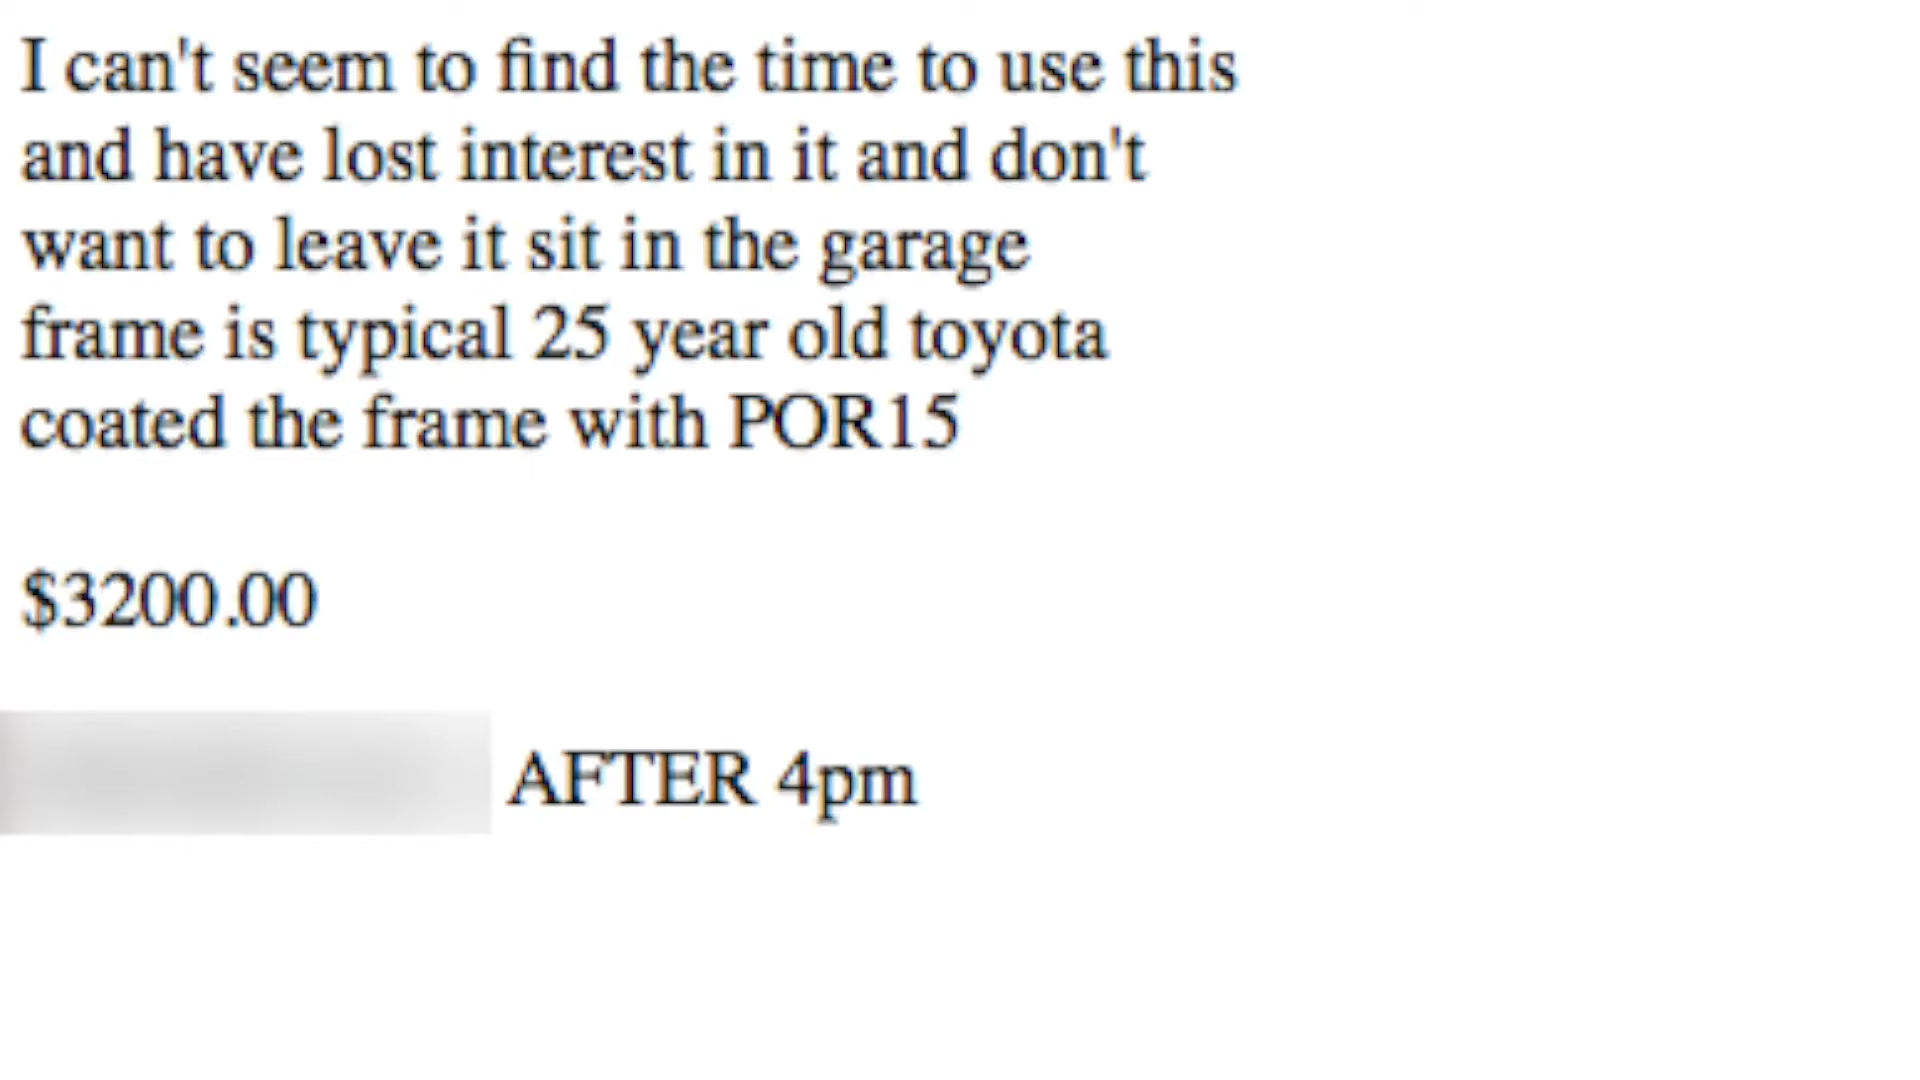 I can't seem to find the time to use this
and have lost interest in it and don't
want to leave it sit in the garage
frame is typical 25 year old toyota
coated the frame with POR15
$3200.00
AFTER 4pm